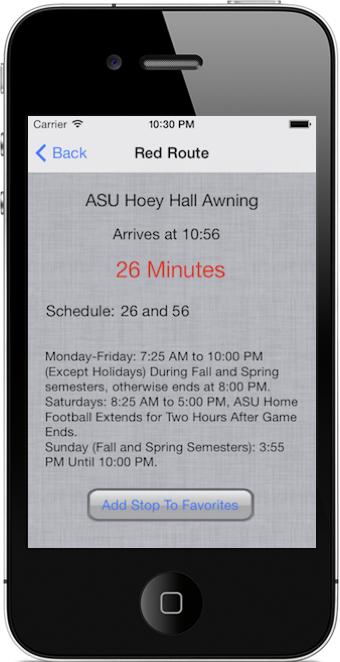 Carrier 10:30 PM
Back Red Route
ASU Hoey Hall Awning
Arrives at 10:56
26 Minutes
Schedule: 26 and 56
Monday-Friday: 7:25 AM to 10:00 PM
(Except Holidays) During Fall and Spring
semesters, otherwise ends at 8:00 PM.
Saturdays: 8:25 AM to 5:00 PM, ASU Home
Football Extends for Two Hours After Game
Ends.
Sunday (Fall and Spring Semesters): 3:55
PM Until 10:00 PM.
Add Stop To Favorites